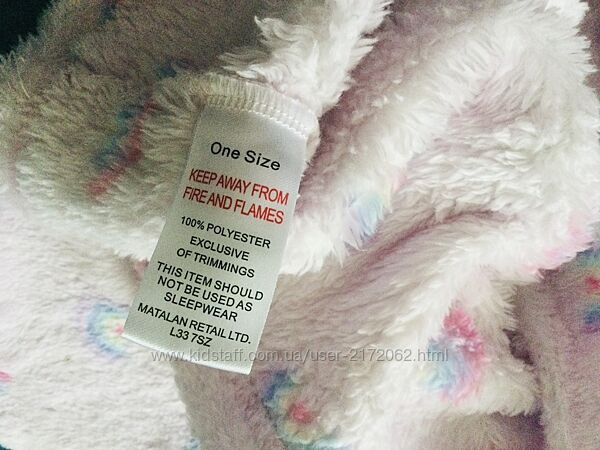 One Size
KEEP AWAY FROM
FIRE AND FLAMES
100% POLYESTER
EXCLUSIVE
OF TRIMMINGS
THIS ITEM SHOULD
NOT BE USED AS
SLEEPWEAR
MATALAN RETAIL LTD.
L33 7SZ
www.kidstaff.com.ua/user-2172062.html